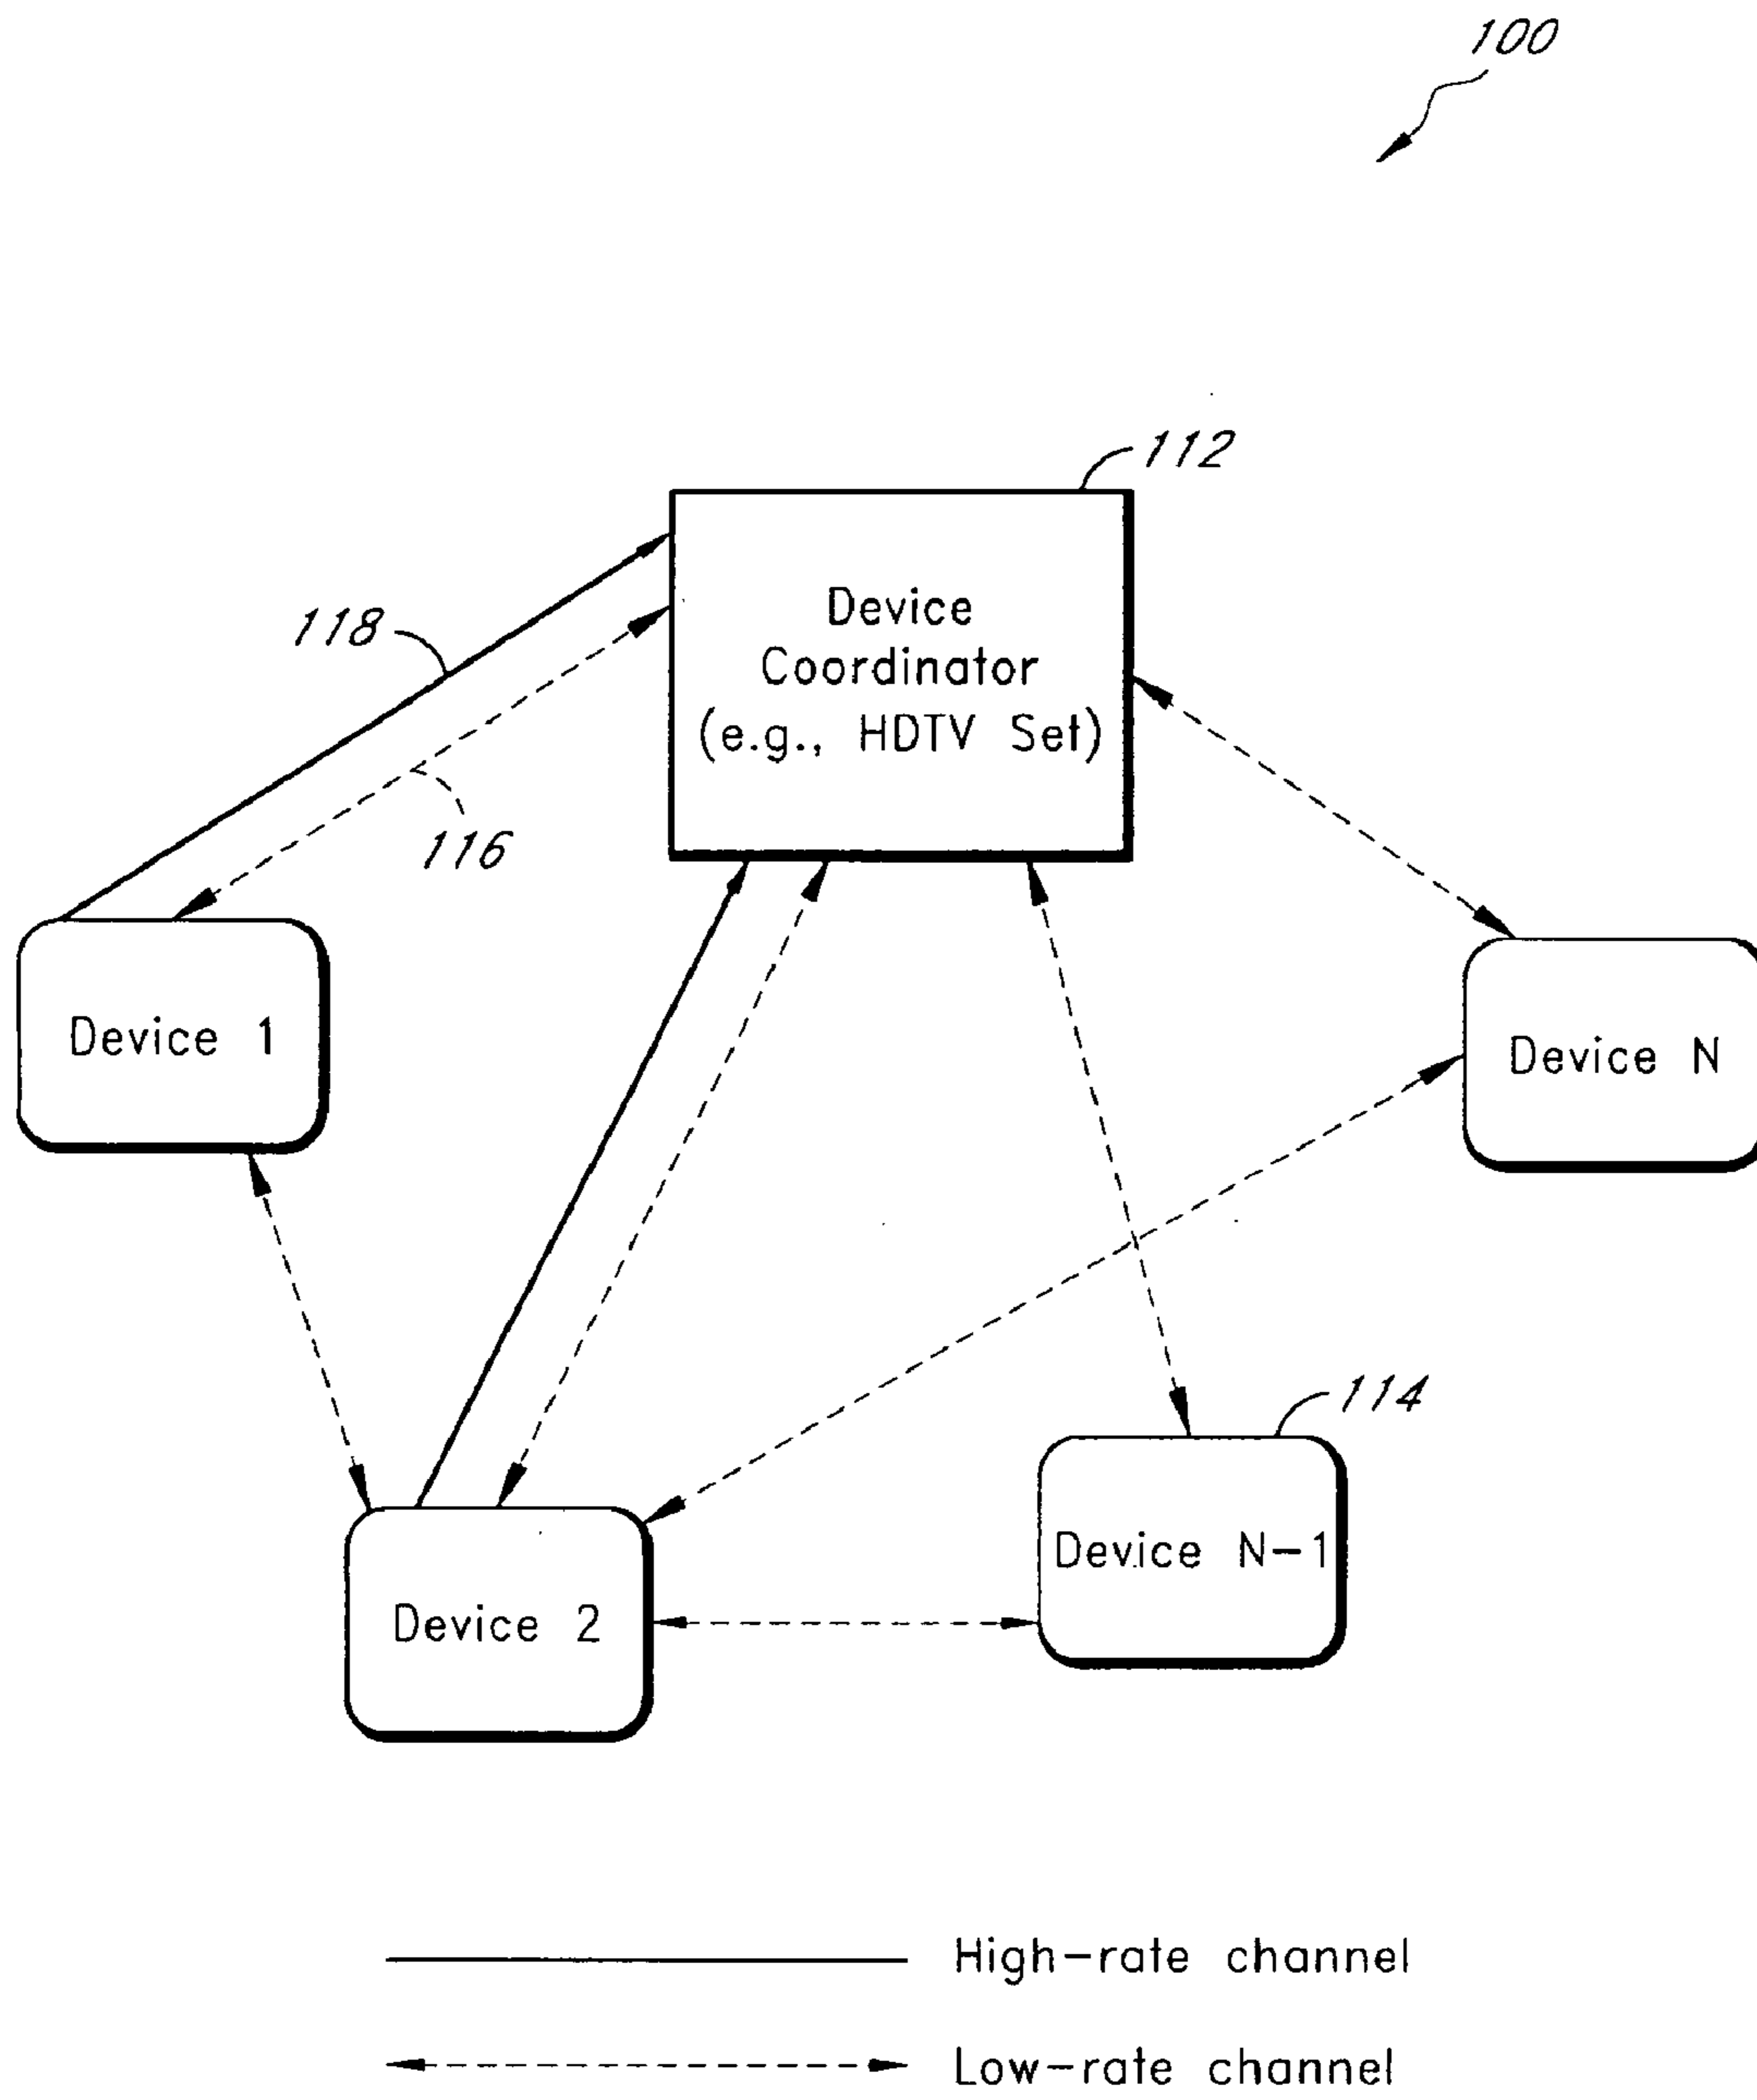 100
112
Device
Coordinator
(e.g., HDTV Set)
118
116
Device 1
Device N
114
Device N-1
Device 2
High-rate channel
Low-rate channel